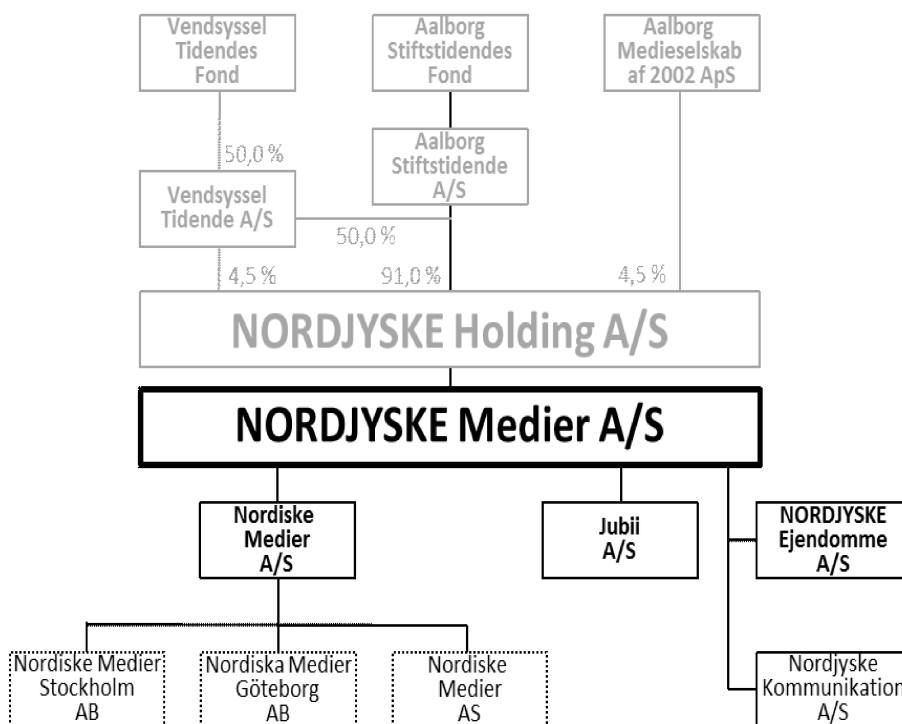 Vendsyssel
Tidendes
Fond
Aalborg
Stiftstidendes
Fond
Aalborg
Medieselskab
af 2002 ApS
50,0 %
Aalborg
Stiftstidende
A/S
Vendsyssel
Tidende A/S
50,0 %
4,5 %
91,0 %
4,5 %
NORDJYSKE Holding A/S
NORDJYSKE Medier A/S
Nordiske
Medier
A/S
Jubii
A/S
NORDJYSKE
Ejendomme
A/S
Nordiske Medier
Stockholm
AB
Nordiska Medier
Göteborg
AB
Nordiske
Medier
AS
Nordjyske
Kommunikation
A/S